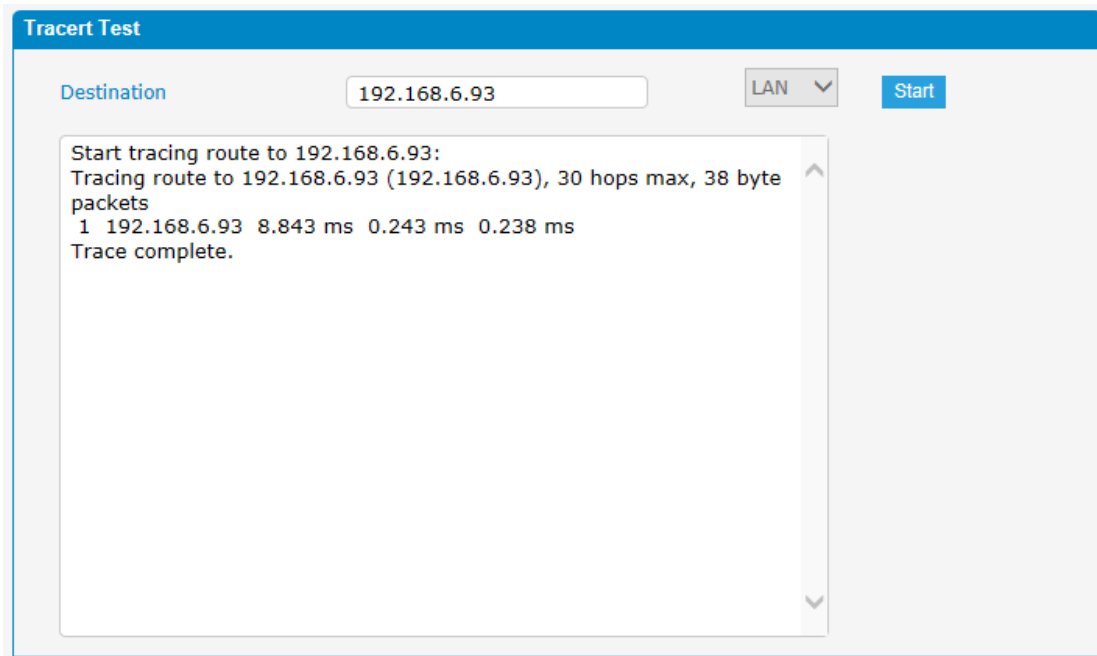 Tracert Test
Destination
192.168.6.93
LAN
Start
Start tracing route to 192.168.6.93:
Tracing route to 192.168.6.93 (192.168.6.93), 30 hops max, 38 byte
packets
1  192.168.6.93  8.843 ms  0.243 ms  0.238 ms
Trace complete.